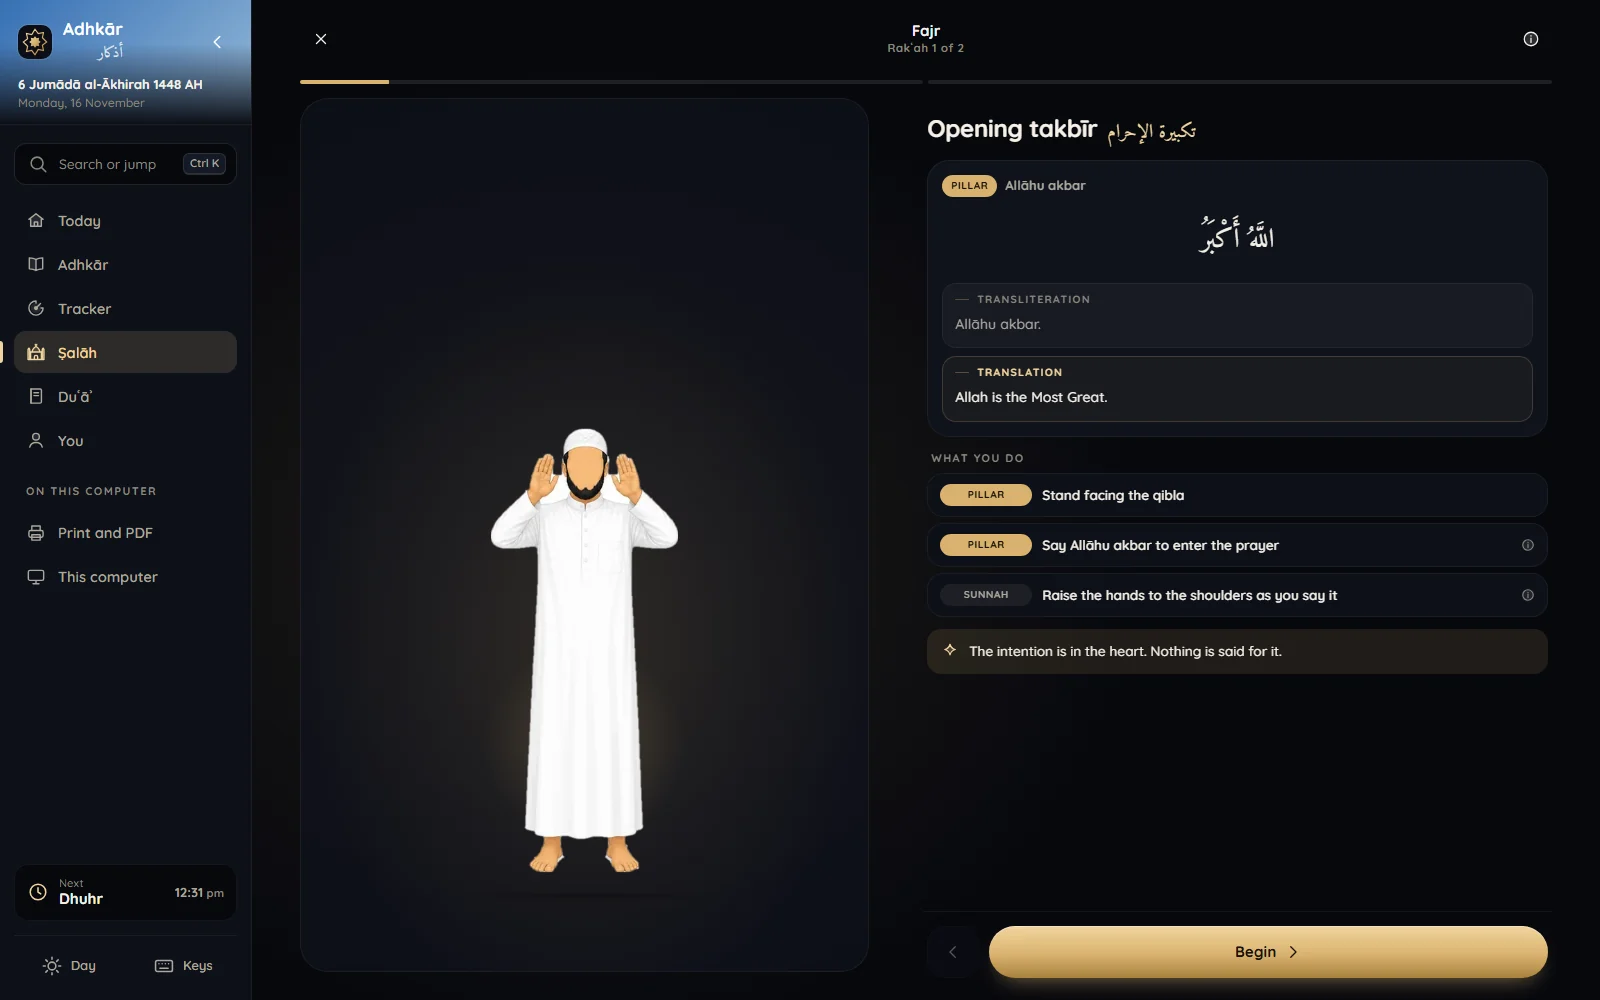 Adhkār
أذكار
6 Jumādā al-Ākhirah 1448 AH
Monday, 16 November
Search or jump
Ctrl K
Today
Adhkār
Tracker
Ṣalāh
Duʿāʾ
You
ON THIS COMPUTER
Print and PDF
This computer
Next
Dhuhr
12:31 pm
Day
Keys
Fajr
Rakʿah 1 of 2
Opening takbīr تكبيرة الإحرام
PILLAR Allāhu akbar
اللَّهُ أَكْبَرُ
TRANSLITERATION
Allāhu akbar.
TRANSLATION
Allah is the Most Great.
WHAT YOU DO
PILLAR Stand facing the qibla
PILLAR Say Allāhu akbar to enter the prayer
SUNNAH Raise the hands to the shoulders as you say it
The intention is in the heart. Nothing is said for it.
Begin